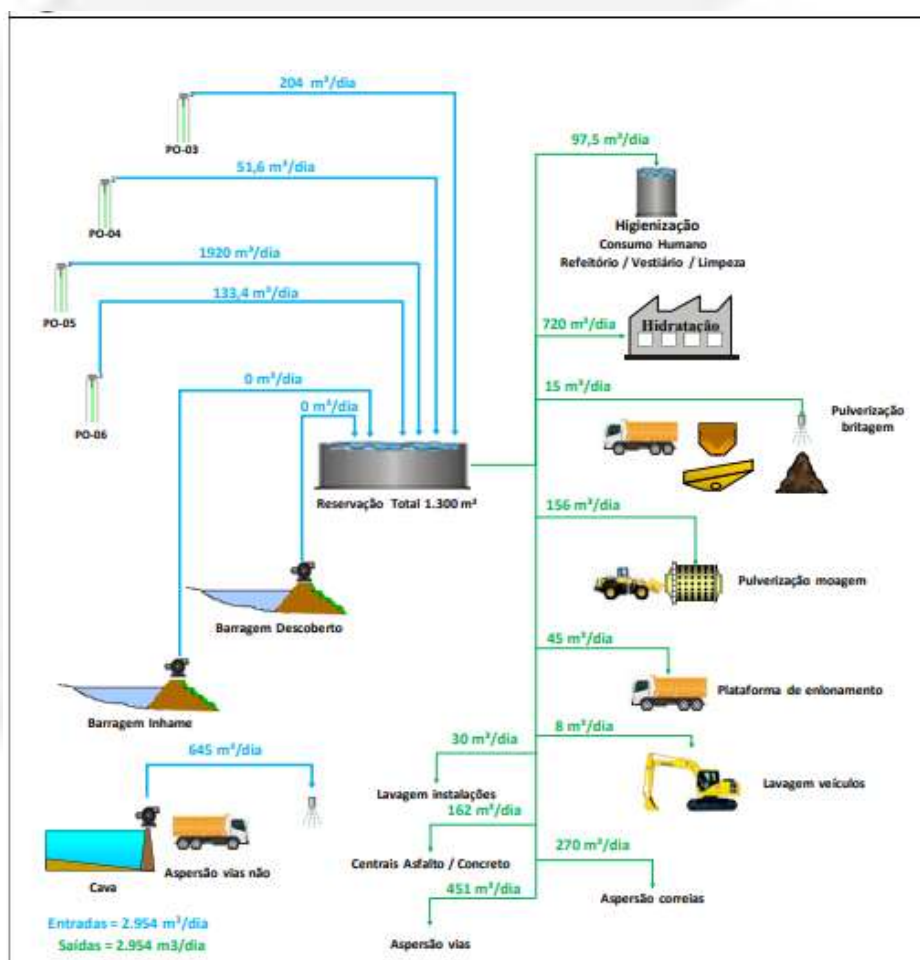 204 m³/dia
PO-03
51,6 m³/dia
PO-04
1920 m³/dia
PO-05
133,4 m³/dia
PO-06
0 m³/dia
0 m³/dia
Reservação Total 1.300 m³
Barragem Descoberto
Barragem Inhame
645 m³/dia
Aspersão vias não
Cava
Entradas = 2.954 m³/dia
Saídas = 2.954 m3/dia
97,5 m³/dia
Higienização
Consumo Humano
Refeitório / Vestiário / Limpeza
720 m³/dia
Hidratação
15 m³/dia
Pulverização
britagem
156 m³/dia
Pulverização moagem
45 m³/dia
Plataforma de enlonamento
8 m³/dia
Lavagem veículos
30 m³/dia
Lavagem instalações
162 m³/dia
Centrais Asfalto / Concreto
270 m³/dia
Aspersão correias
451 m³/dia
Aspersão vias